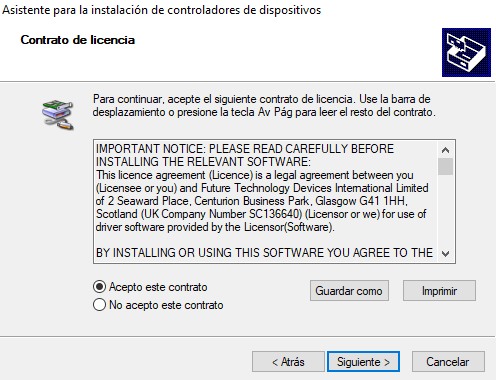 Asistente para la instalación de controladores de dispositivos
Contrato de licencia
Para continuar, acepte el siguiente contrato de licencia. Use la barra de
desplazamiento o presione la tecla Av Pág para leer el resto del contrato.
IMPORTANT NOTICE: PLEASE READ CAREFULLY BEFORE
INSTALLING THE RELEVANT SOFTWARE:
This licence agreement (Licence) is a legal agreement between you
(Licensee or you) and Future Technology Devices International Limited
of 2 Seaward Place, Centurion Business Park, Glasgow G41 1HH,
Scotland (UK Company Number SC136640) (Licensor or we) for use of
driver software provided by the Licensor(Software).
BY INSTALLING OR USING THIS SOFTWARE YOU AGREE TO THE
Acepto este contrato
No acepto este contrato
Guardar como
Imprimir
< Atrás
Siguiente >
Cancelar